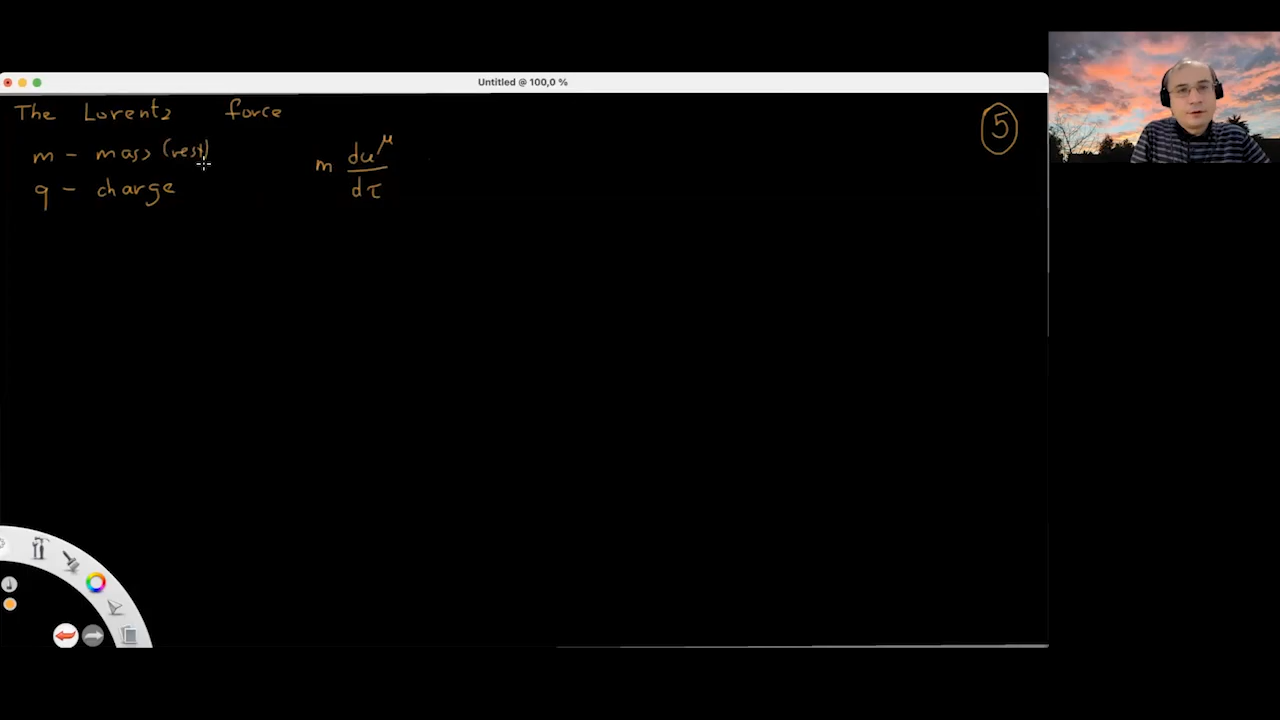 Untitled @ 100,0 %
The Lorentz force
5
m - mass (rest)
q - charge
m du^μ
dτ